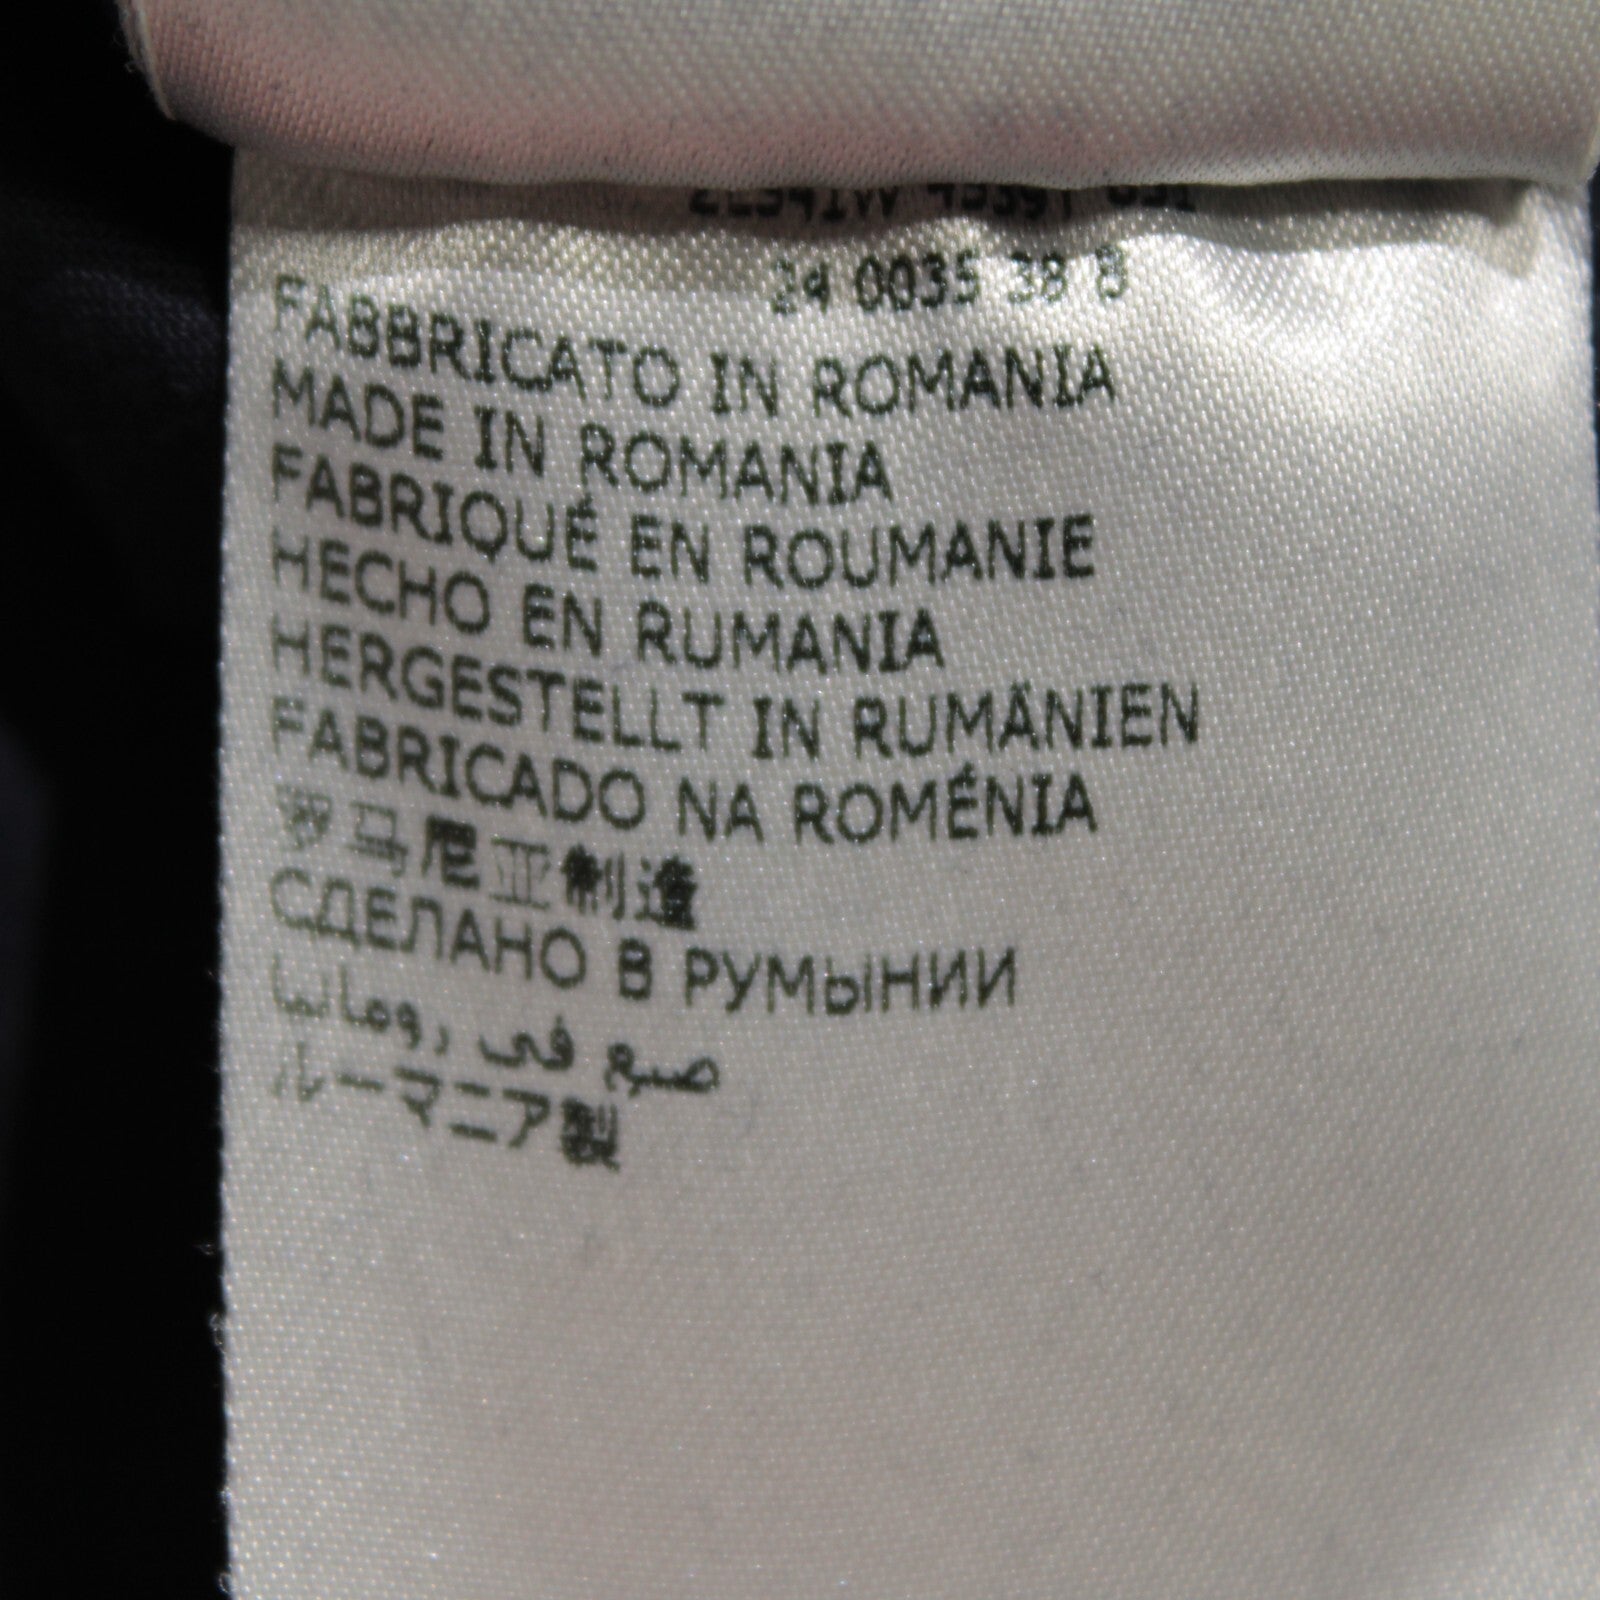 24 0035 38 8
FABBRICATO IN ROMANIA
MADE IN ROMANIA
FABRIQUÉ EN ROUMANIE
HECHO EN RUMANIA
HERGESTELLT IN RUMÄNIEN
FABRICADO NA ROMÉNIA
罗马尼亚制造
СДЕЛАНО В РУМЫНИИ
صنع في رومانيا
ルーマニア製